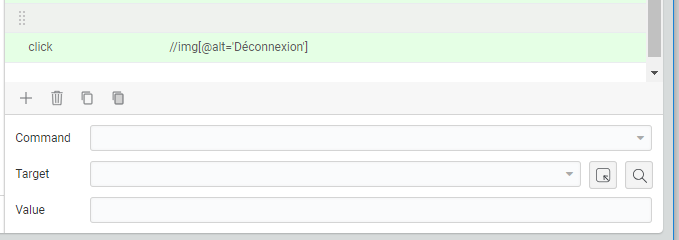 click //img[@alt='Déconnexion']
Command
Target
Value